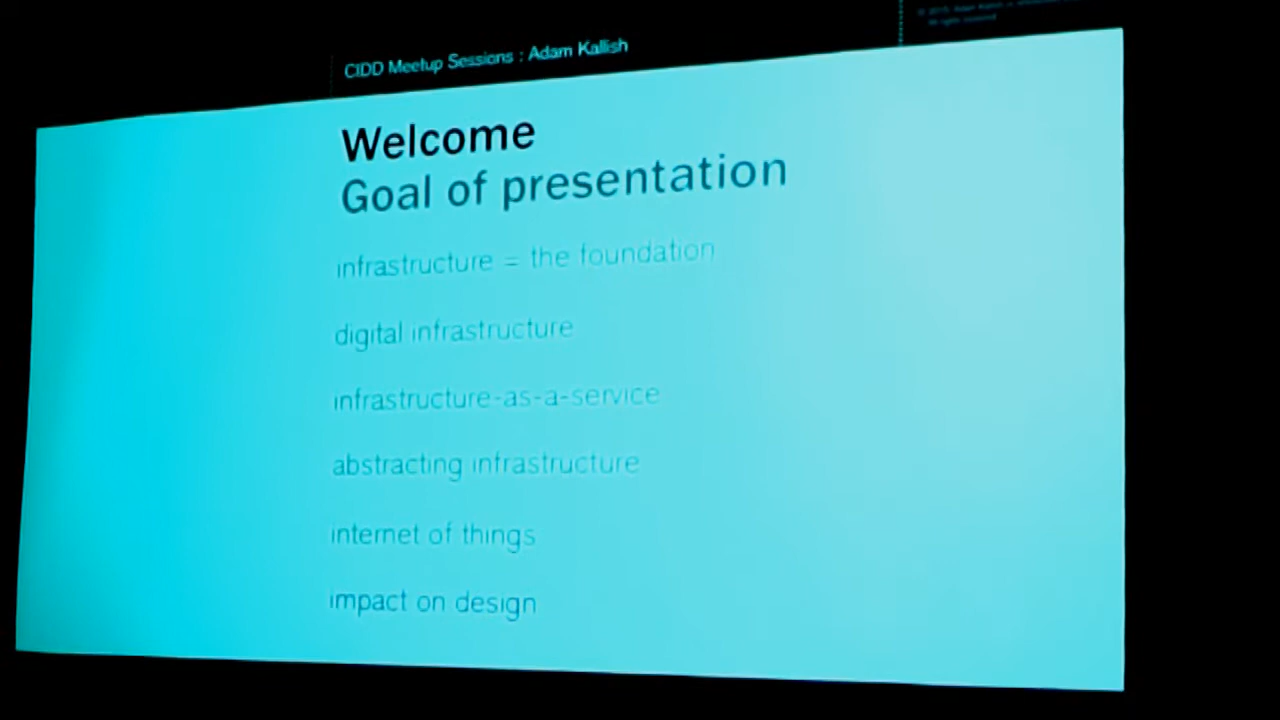 CIDD Meetup Sessions : Adam Kallish
Welcome
Goal of presentation
infrastructure = the foundation
digital infrastructure
infrastructure-as-a-service
abstracting infrastructure
internet of things
impact on design